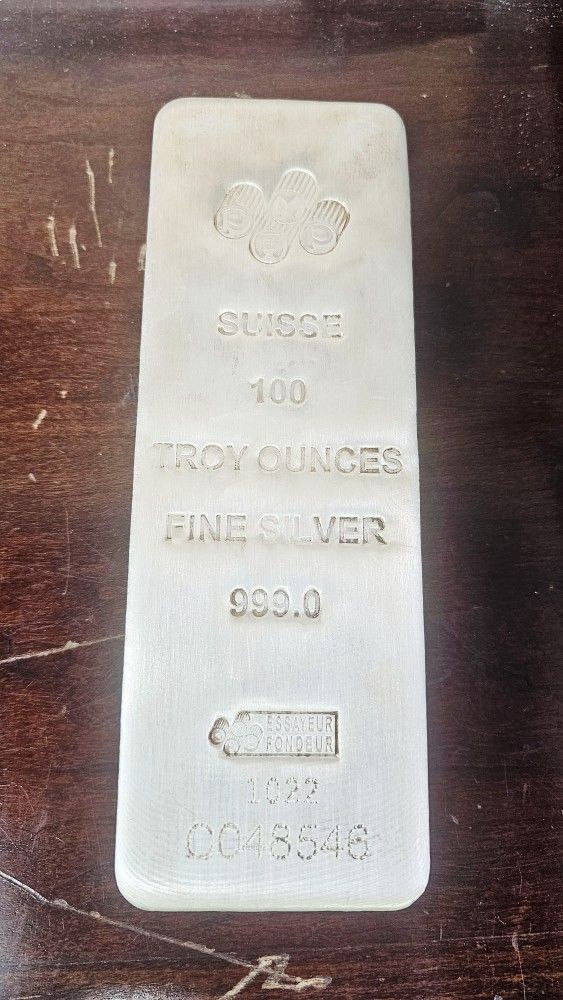 SUISSE
100
TROY OUNCES
FINE SILVER
999.0
ESSAYEUR
FONDEUR
1022
C048546